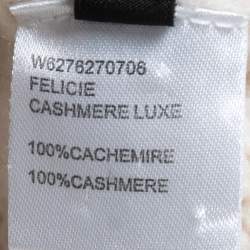 W6276270706
FELICIE
CASHMERE LUXE
100%CACHEMIRE
100%CASHMERE